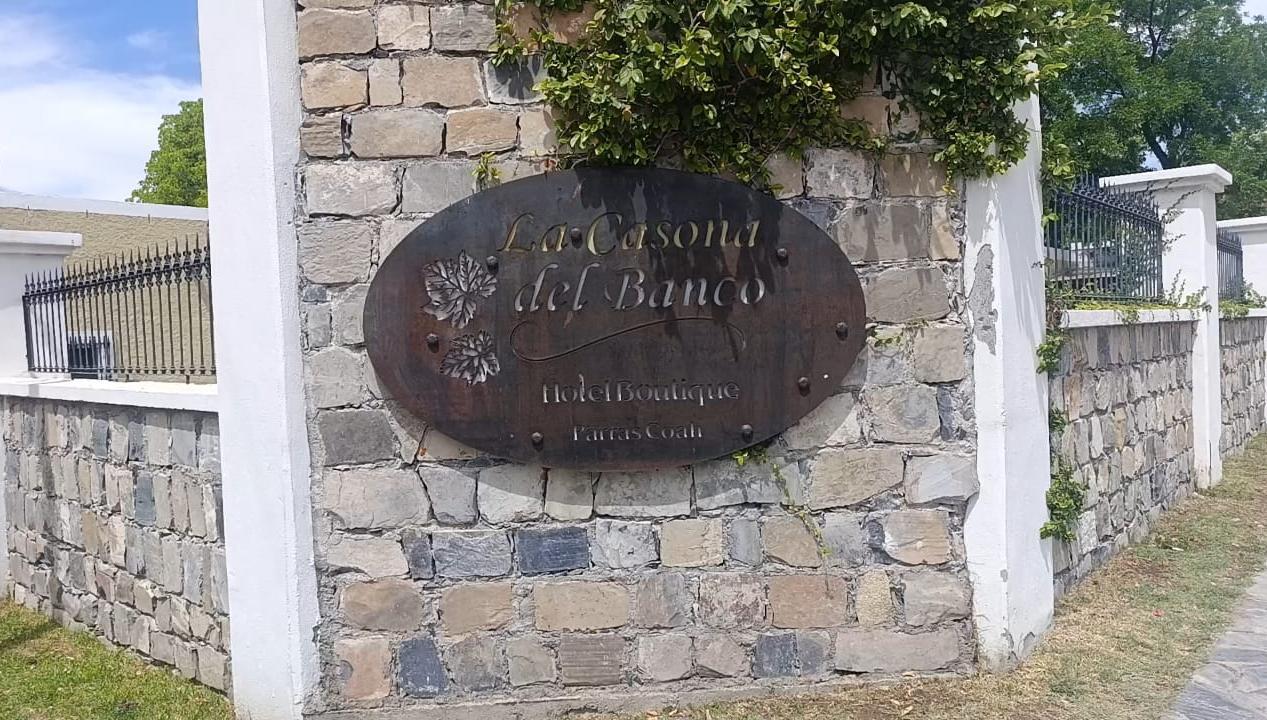 La Casona
del Banco
Hotel Boutique
Parras Coah